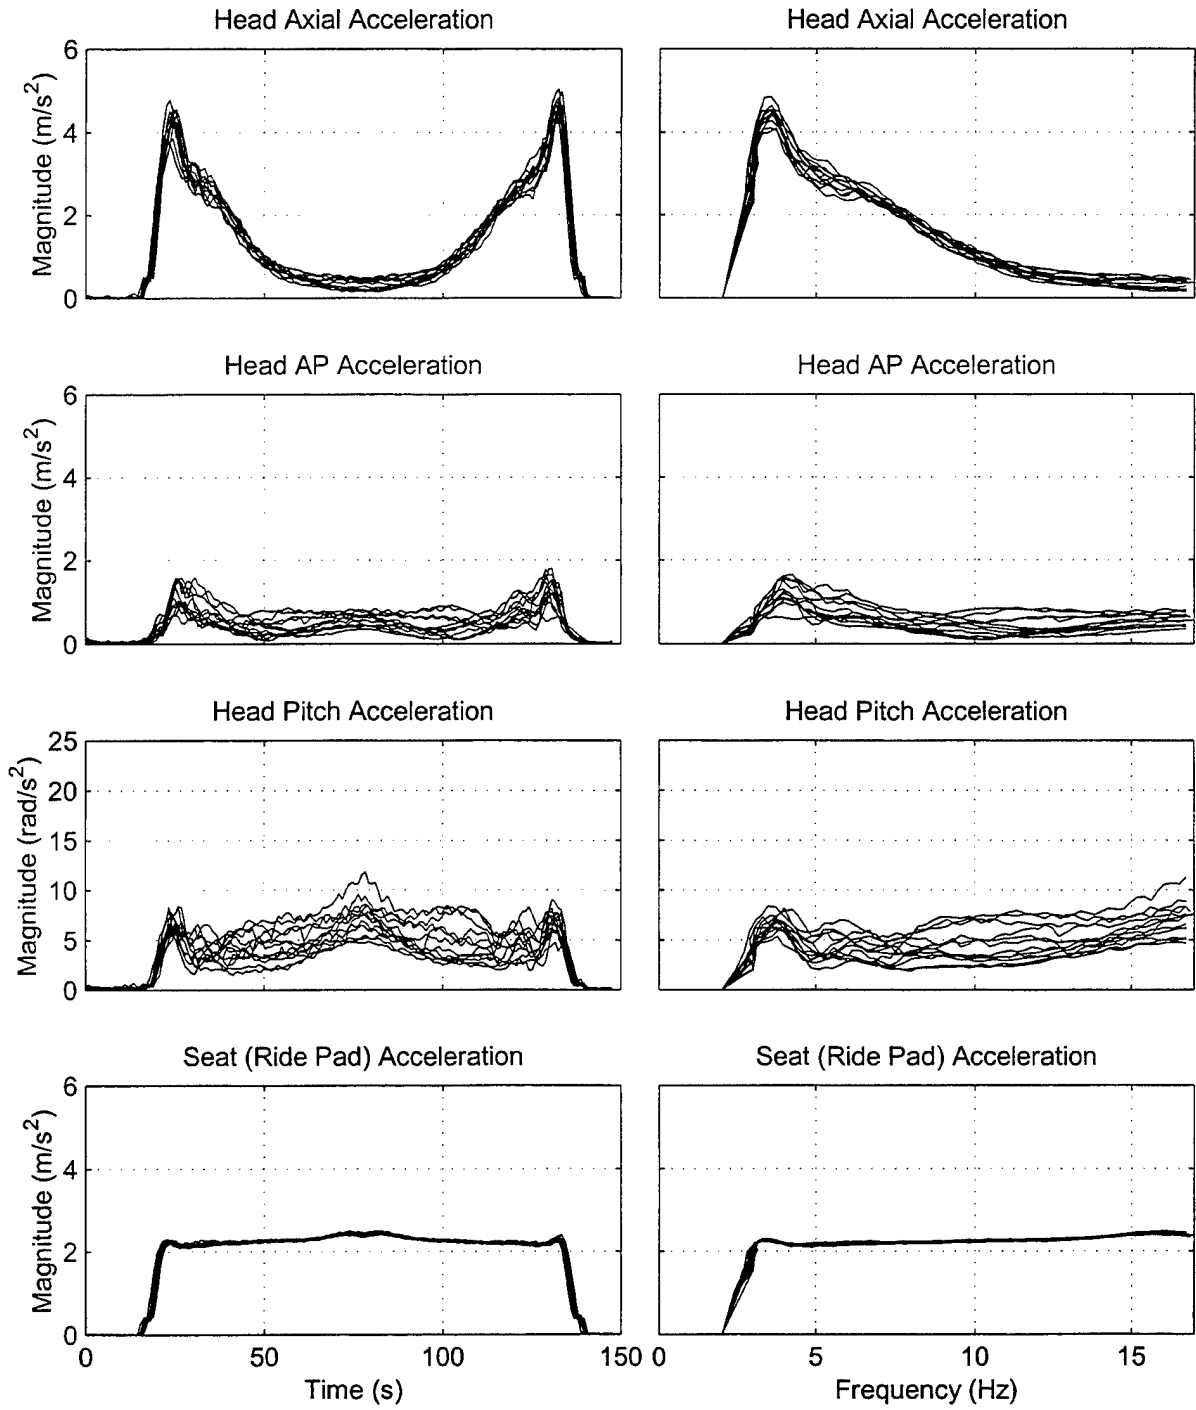 Head Axial Acceleration
Head Axial Acceleration
Magnitude (m/s²)
6
4
2
0
Head AP Acceleration
Head AP Acceleration
Magnitude (m/s²)
6
4
2
0
Head Pitch Acceleration
Head Pitch Acceleration
Magnitude (rad/s²)
25
20
15
10
5
0
Seat (Ride Pad) Acceleration
Seat (Ride Pad) Acceleration
Magnitude (m/s²)
6
4
2
0
0 50 100 150
0 5 10 15
Time (s)
Frequency (Hz)